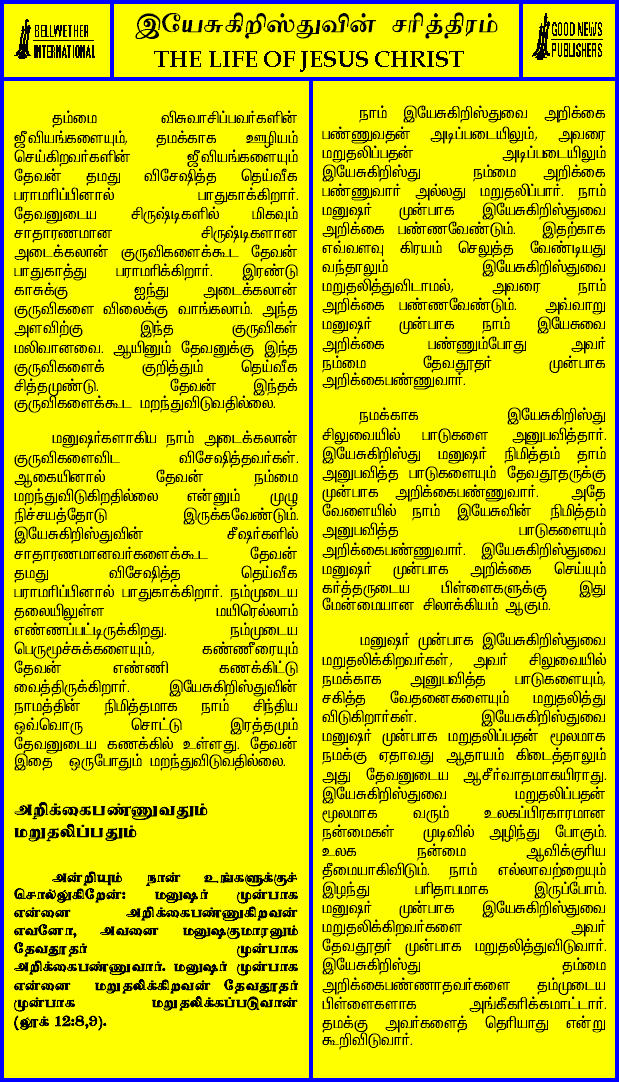 BELLWETHER
INTERNATIONAL
இயேசுகிறிஸ்துவின் சரித்திரம்
THE LIFE OF JESUS CHRIST
GOOD NEWS
PUBLISHERS
தம்மை விசுவாசிப்பவர்களின்
ஜீவியங்களையும், தமக்காக ஊழியம்
செய்கிறவர்களின் ஜீவியங்களையும்
தேவன் தமது விசேஷித்த தெய்வீக
பராமரிப்பினால் பாதுகாக்கிறார்.
தேவனுடைய சிருஷ்டிகளில் மிகவும்
சாதாரணமான சிருஷ்டிகளான
அடைக்கலான் குருவிகளைக்கூட தேவன்
பாதுகாத்து பராமரிக்கிறார். இரண்டு
காசுக்கு ஐந்து அடைக்கலான்
குருவிகளை விலைக்கு வாங்கலாம். அந்த
அளவிற்கு இந்த குருவிகள்
மலிவானவை. ஆயினும் தேவனுக்கு இந்த
குருவிகளைக் குறித்தும் தெய்வீக
சித்தமுண்டு. தேவன் இந்தக்
குருவிகளைக்கூட மறந்துவிடுவதில்லை.
மனுஷர்களாகிய நாம் அடைக்கலான்
குருவிகளைவிட விசேஷித்தவர்கள்.
ஆகையினால் தேவன் நம்மை
மறந்துவிடுகிறதில்லை என்னும் முழு
நிச்சயத்தோடு இருக்கவேண்டும்.
இயேசுகிறிஸ்துவின் சீஷர்களில்
சாதாரணமானவர்களைக்கூட தேவன்
தமது விசேஷித்த தெய்வீக
பராமரிப்பினால் பாதுகாக்கிறார். நம்முடைய
தலையிலுள்ள மயிரெல்லாம்
எண்ணப்பட்டிருக்கிறது. நம்முடைய
பெருமூச்சுக்களையும், கண்ணீரையும்
தேவன் எண்ணி கணக்கிட்டு
வைத்திருக்கிறார். இயேசுகிறிஸ்துவின்
நாமத்தின் நிமித்தமாக நாம் சிந்திய
ஒவ்வொரு சொட்டு இரத்தமும்
தேவனுடைய கணக்கில் உள்ளது. தேவன்
இதை ஒருபோதும் மறந்துவிடுவதில்லை.
அறிக்கைபண்ணுவதும்
மறுதலிப்பதும்
அன்றியும் நான் உங்களுக்குச்
சொல்லுகிறேன்: மனுஷர் முன்பாக
என்னை அறிக்கைபண்ணுகிறவன்
எவனோ, அவனை மனுஷகுமாரனும்
தேவதூதர் முன்பாக
அறிக்கைபண்ணுவார். மனுஷர் முன்பாக
என்னை மறுதலிக்கிறவன் தேவதூதர்
முன்பாக மறுதலிக்கப்படுவான்
(லூக் 12:8,9).
நாம் இயேசுகிறிஸ்துவை அறிக்கை
பண்ணுவதன் அடிப்படையிலும், அவரை
மறுதலிப்பதன் அடிப்படையிலும்
இயேசுகிறிஸ்து நம்மை அறிக்கை
பண்ணுவார் அல்லது மறுதலிப்பார். நாம்
மனுஷர் முன்பாக இயேசுகிறிஸ்துவை
அறிக்கை பண்ணவேண்டும். இதற்காக
எவ்வளவு கிரயம் செலுத்த வேண்டியது
வந்தாலும் இயேசுகிறிஸ்துவை
மறுதலித்துவிடாமல், அவரை நாம்
அறிக்கை பண்ணவேண்டும். அவ்வாறு
மனுஷர் முன்பாக நாம் இயேசுவை
அறிக்கை பண்ணும்போது அவர்
நம்மை தேவதூதர் முன்பாக
அறிக்கைபண்ணுவார்.
நமக்காக இயேசுகிறிஸ்து
சிலுவையில் பாடுகளை அனுபவித்தார்.
இயேசுகிறிஸ்து மனுஷர் நிமித்தம் தாம்
அனுபவித்த பாடுகளையும் தேவதூதருக்கு
முன்பாக அறிக்கைபண்ணுவார். அதே
வேளையில் நாம் இயேசுவின் நிமித்தம்
அனுபவித்த பாடுகளையும்
அறிக்கைபண்ணுவார். இயேசுகிறிஸ்துவை
மனுஷர் முன்பாக அறிக்கை செய்யும்
கர்த்தருடைய பிள்ளைகளுக்கு இது
மேன்மையான சிலாக்கியம் ஆகும்.
மனுஷர் முன்பாக இயேசுகிறிஸ்துவை
மறுதலிக்கிறவர்கள், அவர் சிலுவையில்
நமக்காக அனுபவித்த பாடுகளையும்,
சகித்த வேதனைகளையும் மறுதலித்து
விடுகிறார்கள். இயேசுகிறிஸ்துவை
மனுஷர் முன்பாக மறுதலிப்பதன் மூலமாக
நமக்கு ஏதாவது ஆதாயம் கிடைத்தாலும்
அது தேவனுடைய ஆசீர்வாதமாகயிராது.
இயேசுகிறிஸ்துவை மறுதலிப்பதன்
மூலமாக வரும் உலகப்பிரகாரமான
நன்மைகள் முடிவில் அழிந்து போகும்.
உலக நன்மை ஆவிக்குரிய
தீமையாகிவிடும். நாம் எல்லாவற்றையும்
இழந்து பரிதாபமாக இருப்போம்.
மனுஷர் முன்பாக இயேசுகிறிஸ்துவை
மறுதலிக்கிறவர்களை அவர்
தேவதூதர் முன்பாக மறுதலித்துவிடுவார்.
இயேசுகிறிஸ்து தம்மை
அறிக்கைபண்ணாதவர்களை தம்முடைய
பிள்ளைகளாக அங்கீகரிக்கமாட்டார்.
தமக்கு அவர்களைத் தெரியாது என்று
கூறிவிடுவார்.